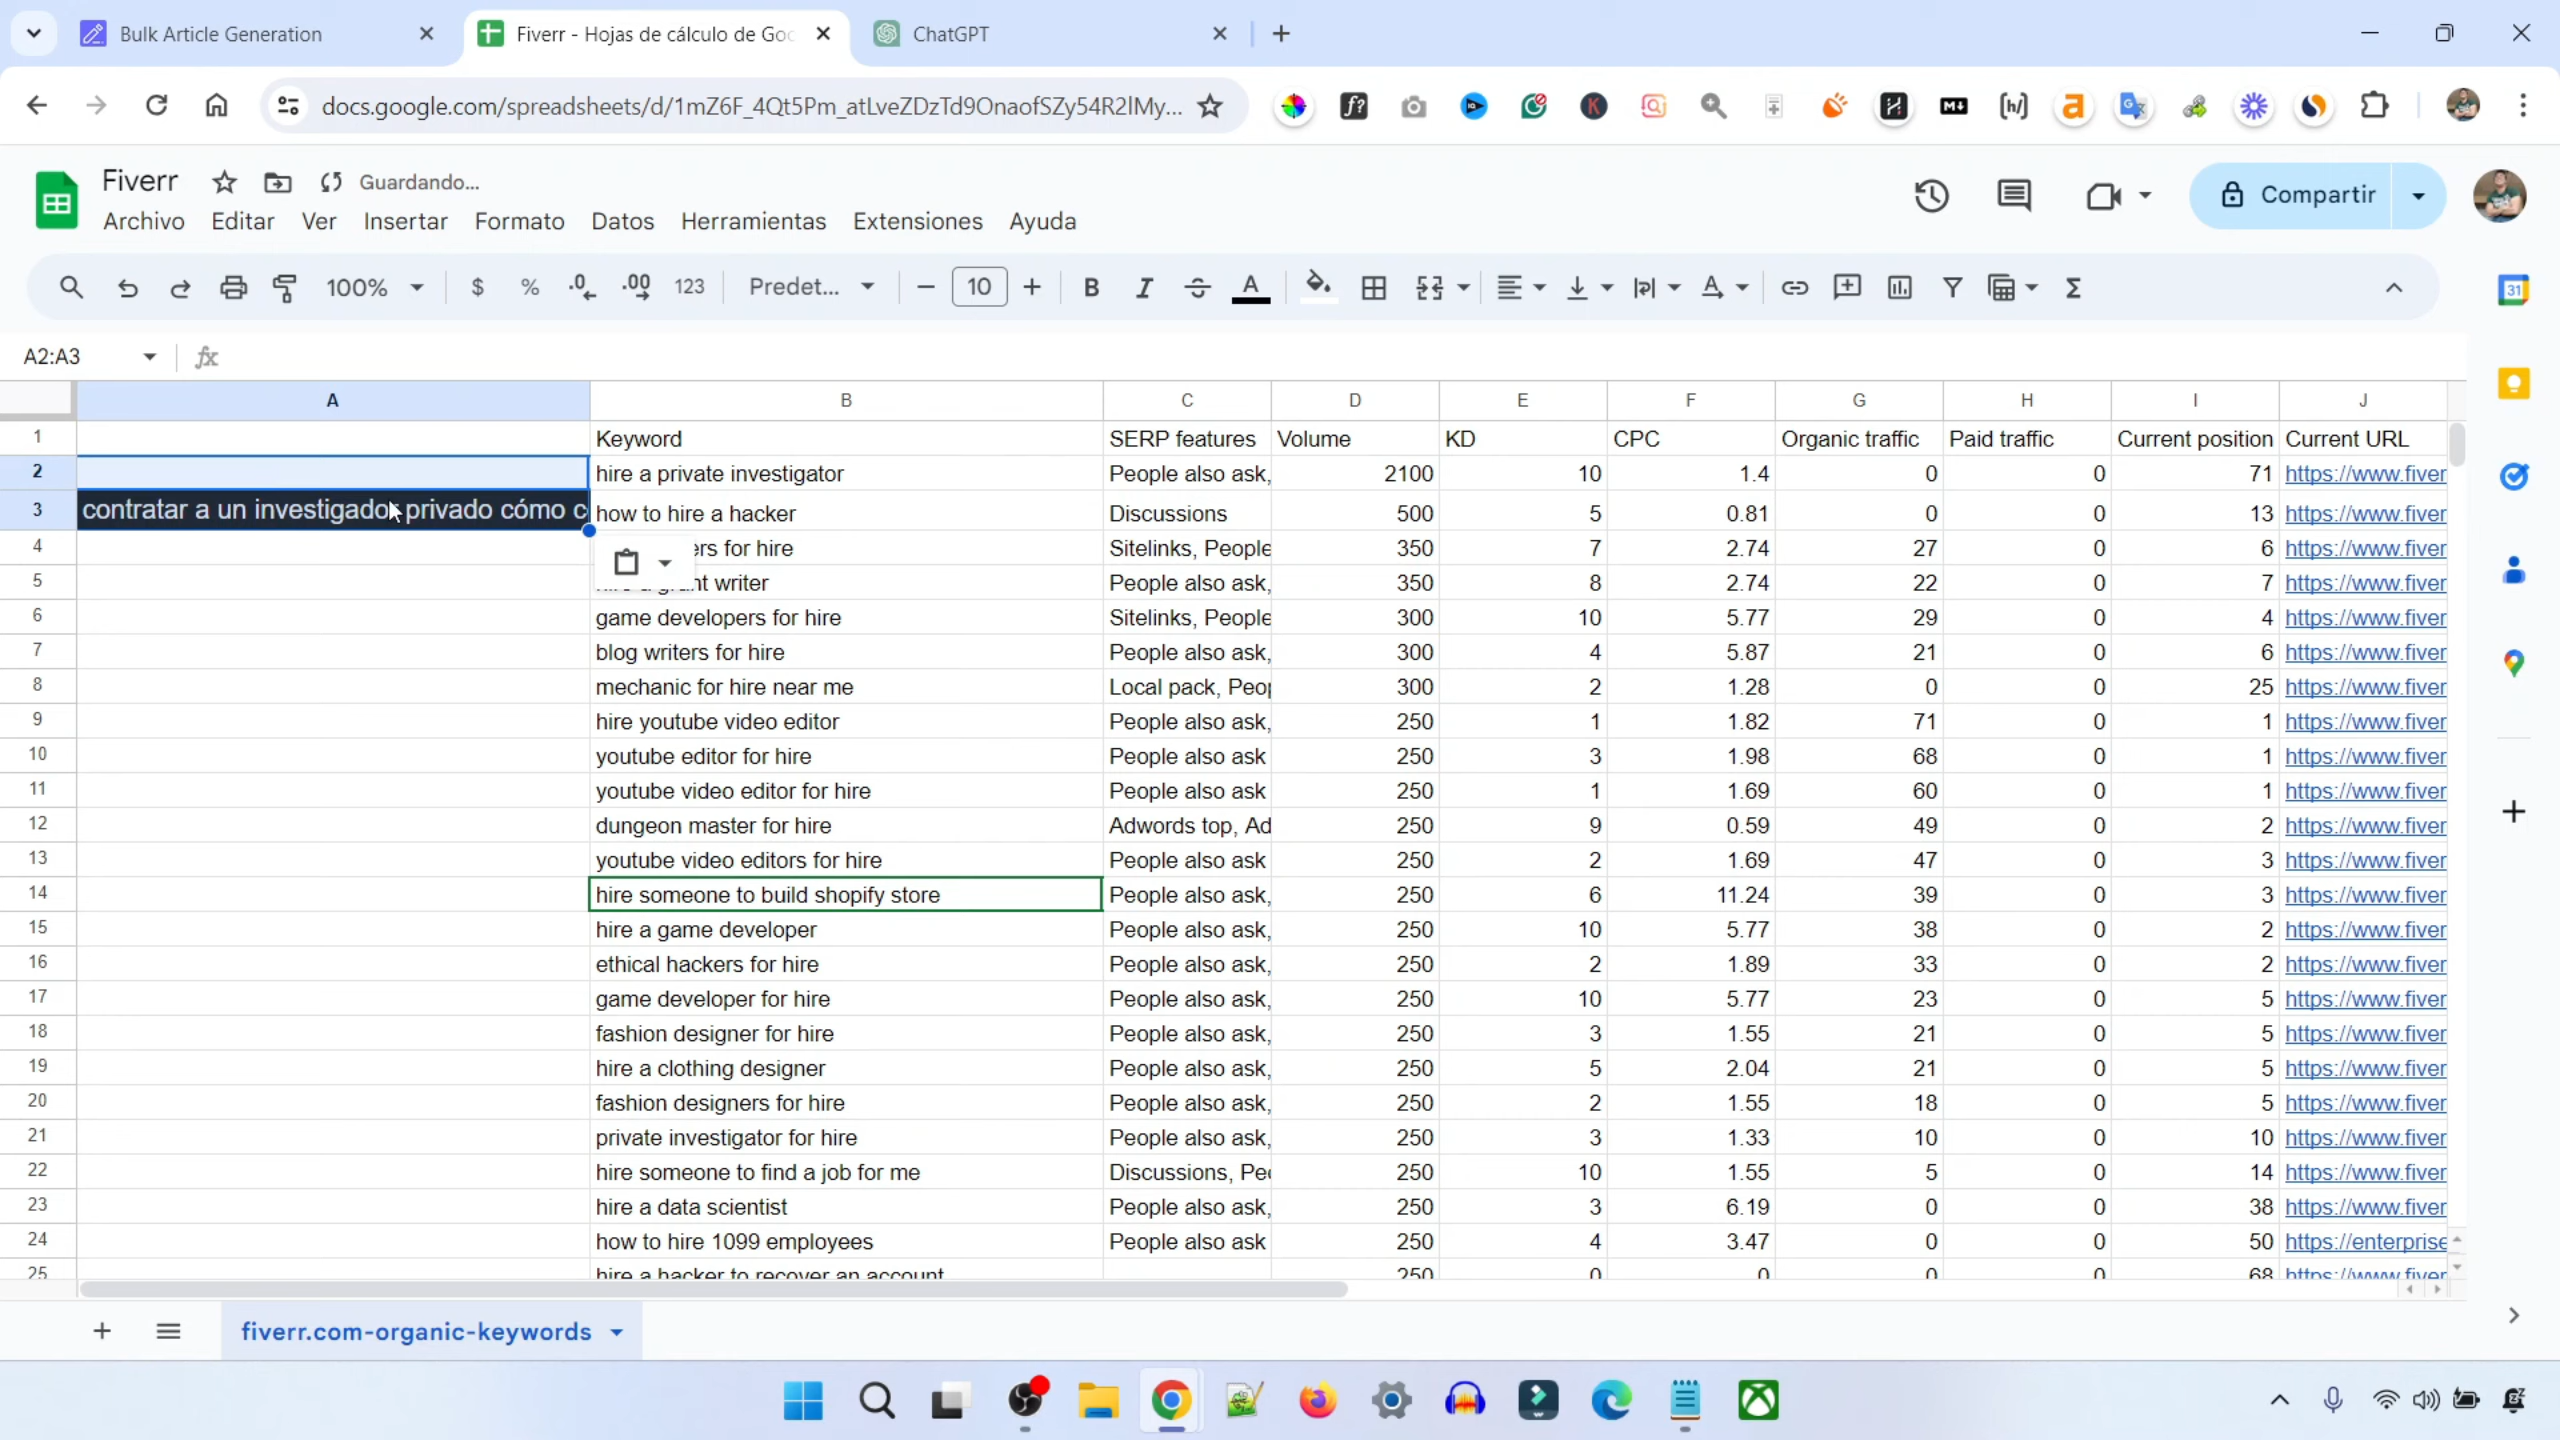 Bulk Article Generation
Fiverr - Hojas de cálculo de Goo
ChatGPT
docs.google.com/spreadsheets/d/1mZ6F_4Qt5Pm_atLveZDzTd9OnaofSZy54R2lMy...
Fiverr Guardando...
Archivo Editar Ver Insertar Formato Datos Herramientas Extensiones Ayuda
Compartir
100% $ % .0 .00 123 Predet... 10 B I S A
31
A2:A3 fx
A B C D E F G H I J
1 Keyword SERP features Volume KD CPC Organic traffic Paid traffic Current position Current URL
2 hire a private investigator People also ask, 2100 10 1.4 0 0 71 https://www.fiver
3 contratar a un investigador privado cómo c how to hire a hacker Discussions 500 5 0.81 0 0 13 https://www.fiver
4 ers for hire Sitelinks, People 350 7 2.74 27 0 6 https://www.fiver
5 writer People also ask, 350 8 2.74 22 0 7 https://www.fiver
6 game developers for hire Sitelinks, People 300 10 5.77 29 0 4 https://www.fiver
7 blog writers for hire People also ask, 300 4 5.87 21 0 6 https://www.fiver
8 mechanic for hire near me Local pack, Peop 300 2 1.28 0 0 25 https://www.fiver
9 hire youtube video editor People also ask, 250 1 1.82 71 0 1 https://www.fiver
10 youtube editor for hire People also ask 250 3 1.98 68 0 1 https://www.fiver
11 youtube video editor for hire People also ask 250 1 1.69 60 0 1 https://www.fiver
12 dungeon master for hire Adwords top, Ad 250 9 0.59 49 0 2 https://www.fiver
13 youtube video editors for hire People also ask 250 2 1.69 47 0 3 https://www.fiver
14 hire someone to build shopify store People also ask, 250 6 11.24 39 0 3 https://www.fiver
15 hire a game developer People also ask, 250 10 5.77 38 0 2 https://www.fiver
16 ethical hackers for hire People also ask, 250 2 1.89 33 0 2 https://www.fiver
17 game developer for hire People also ask, 250 10 5.77 23 0 5 https://www.fiver
18 fashion designer for hire People also ask, 250 3 1.55 21 0 5 https://www.fiver
19 hire a clothing designer People also ask, 250 5 2.04 21 0 5 https://www.fiver
20 fashion designers for hire People also ask, 250 2 1.55 18 0 5 https://www.fiver
21 private investigator for hire People also ask, 250 3 1.33 10 0 10 https://www.fiver
22 hire someone to find a job for me Discussions, Peo 250 10 1.55 5 0 14 https://www.fiver
23 hire a data scientist People also ask, 250 3 6.19 0 0 38 https://www.fiver
24 how to hire 1099 employees People also ask 250 4 3.47 0 0 50 https://enterprise
25 hire a hacker to recover an account 250 0 0 0 0 68 https://www.fiver
fiverr.com-organic-keywords